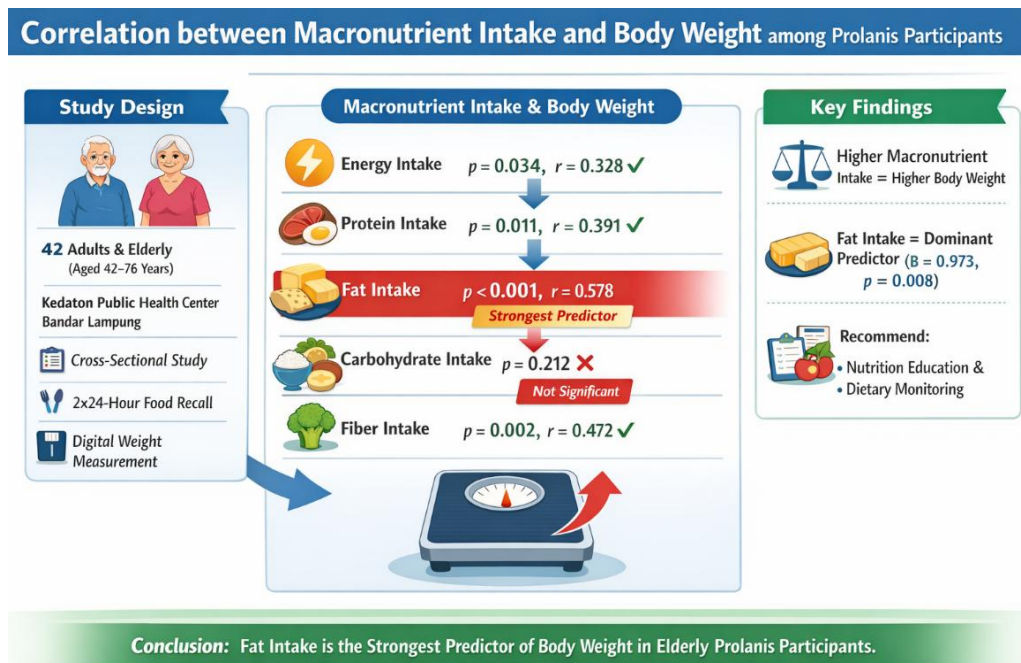 Correlation between Macronutrient Intake and Body Weight among Prolanis Participants
Study Design
42 Adults & Elderly
(Aged 42–76 Years)
Kedaton Public Health Center
Bandar Lampung
Cross-Sectional Study
2x24-Hour Food Recall
Digital Weight
Measurement
Macronutrient Intake & Body Weight
Energy Intake p = 0.034, r = 0.328 ✓
Protein Intake p = 0.011, r = 0.391 ✓
Fat Intake p < 0.001, r = 0.578
Strongest Predictor
Carbohydrate Intake p = 0.212 ✗
Not Significant
Fiber Intake p = 0.002, r = 0.472 ✓
Key Findings
Higher Macronutrient
Intake = Higher Body Weight
Fat Intake = Dominant
Predictor (B = 0.973,
p = 0.008)
Recommend:
• Nutrition Education &
• Dietary Monitoring
Conclusion: Fat Intake is the Strongest Predictor of Body Weight in Elderly Prolanis Participants.